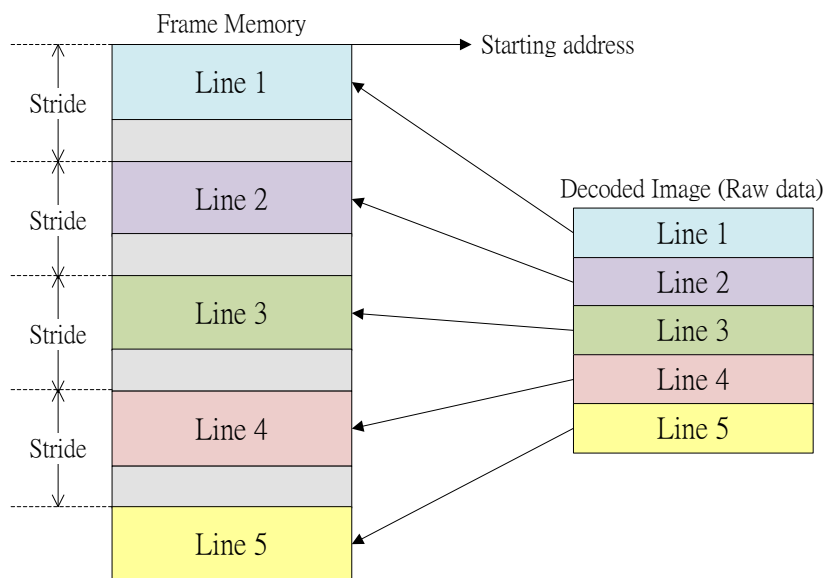 Frame Memory
Starting address
Line 1
Stride
Line 2
Stride
Line 3
Stride
Line 4
Stride
Line 5
Decoded Image (Raw data)
Line 1
Line 2
Line 3
Line 4
Line 5